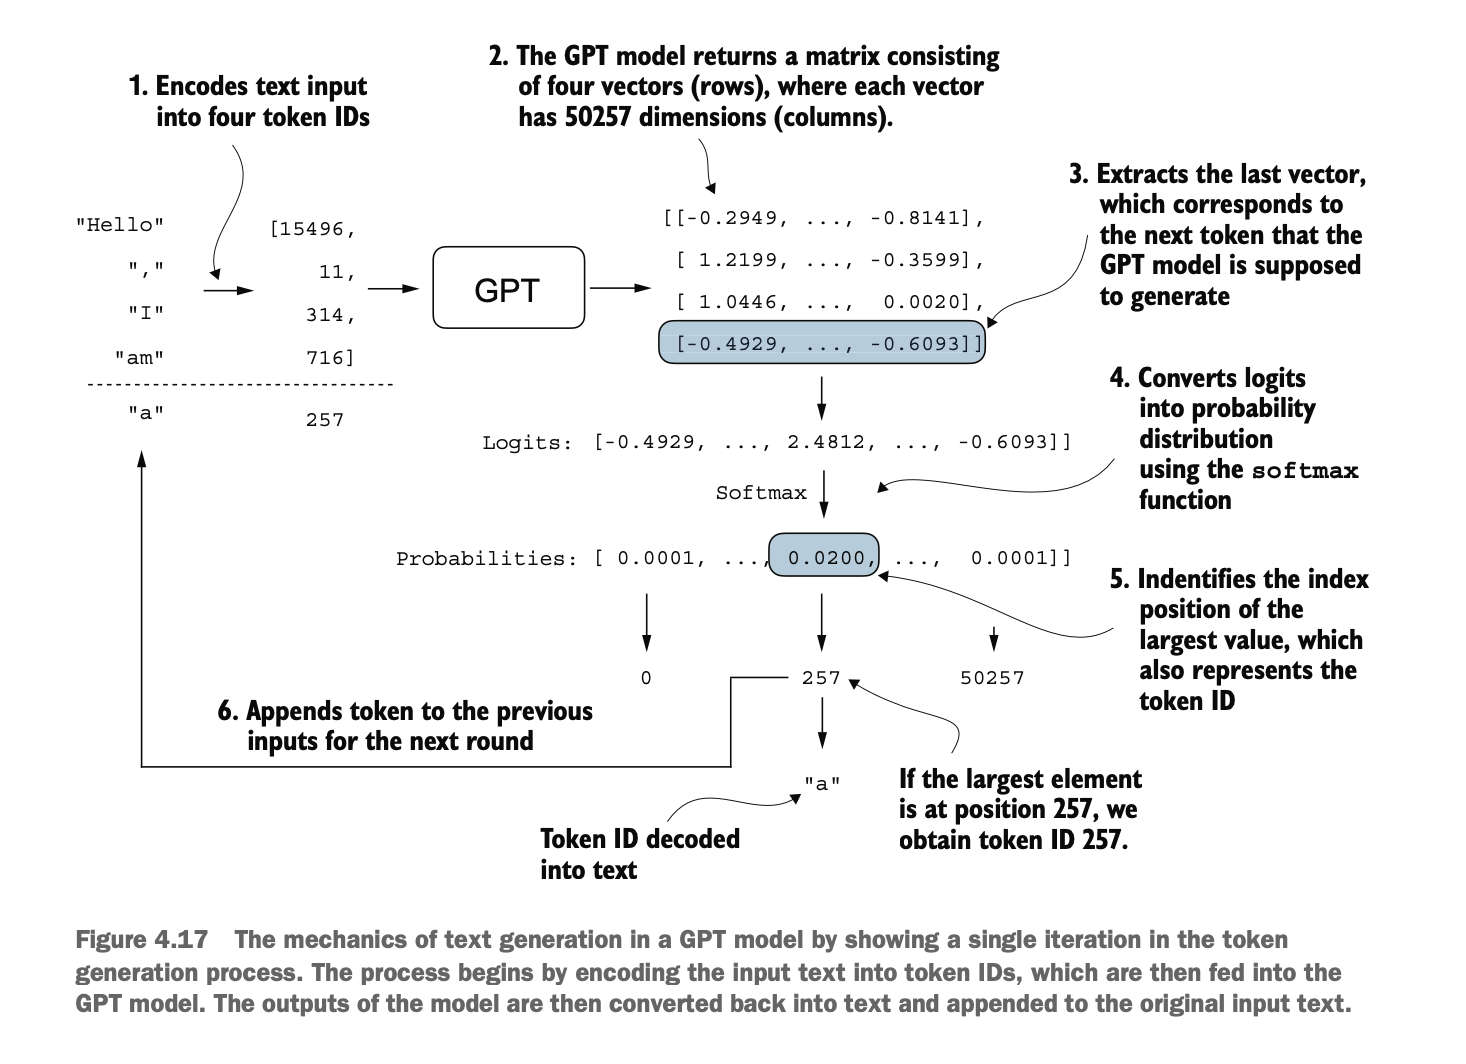 1. Encodes text input
into four token IDs
2. The GPT model returns a matrix consisting
of four vectors (rows), where each vector
has 50257 dimensions (columns).
3. Extracts the last vector,
which corresponds to
the next token that the
GPT model is supposed
to generate
"Hello" [15496,
"," 11,
"I" 314,
"am" 716]
"a" 257
GPT
[[-0.2949, ..., -0.8141],
[ 1.2199, ..., -0.3599],
[ 1.0446, ..., 0.0020],
[-0.4929, ..., -0.6093]]
4. Converts logits
into probability
distribution
using the softmax
function
Logits: [-0.4929, ..., 2.4812, ..., -0.6093]]
Softmax
Probabilities: [ 0.0001, ..., 0.0200, ..., 0.0001]]
5. Indentifies the index
position of the
largest value, which
also represents the
token ID
0 257 50257
6. Appends token to the previous
inputs for the next round
"a"
If the largest element
is at position 257, we
obtain token ID 257.
Token ID decoded
into text
Figure 4.17 The mechanics of text generation in a GPT model by showing a single iteration in the token
generation process. The process begins by encoding the input text into token IDs, which are then fed into the
GPT model. The outputs of the model are then converted back into text and appended to the original input text.